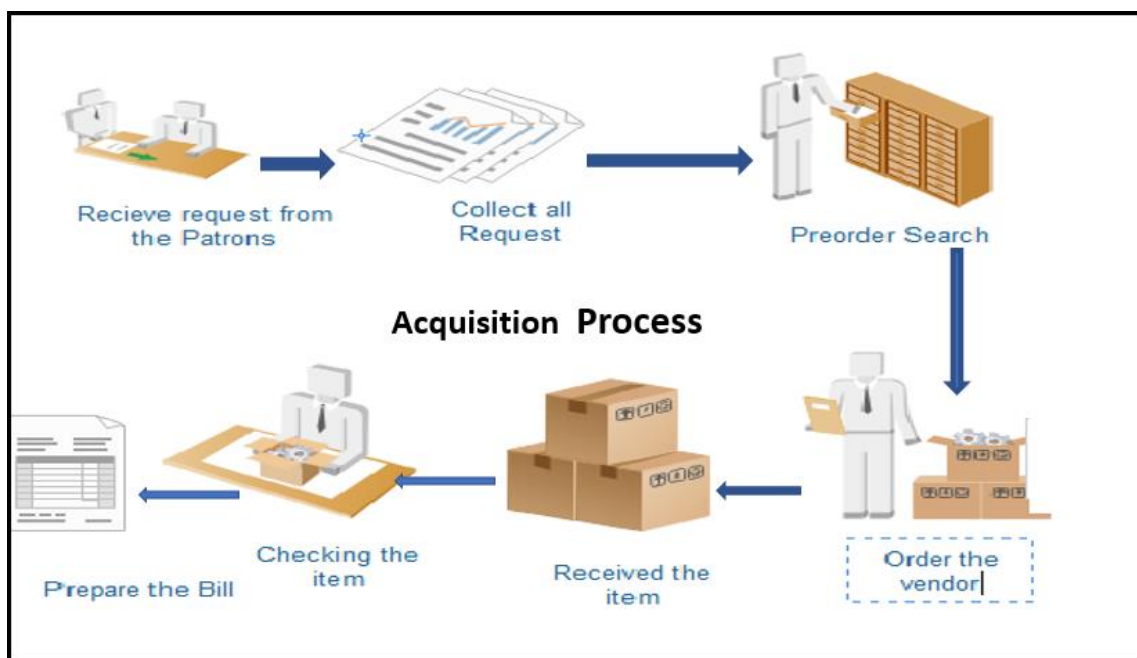 Recieve request from
the Patrons
Collect all
Request
Preorder Search
Acquisition Process
Order the
vendor
Received the
item
Checking the
item
Prepare the Bill